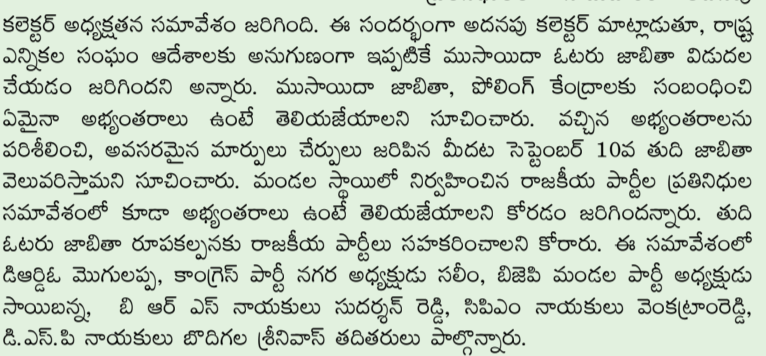 కలెక్టర్ అధ్యక్షతన సమావేశం జరిగింది. ఈ సందర్భంగా అదనపు కలెక్టర్ మాట్లాడుతూ, రాష్ట్ర
ఎన్నికల సంఘం ఆదేశాలకు అనుగుణంగా ఇప్పటికే ముసాయిదా ఓటరు జాబితా విడుదల
చేయడం జరిగిందని అన్నారు. ముసాయిదా జాబితా, పోలింగ్ కేంద్రాలకు సంబంధించి
ఏమైనా అభ్యంతరాలు ఉంటే తెలియజేయాలని సూచించారు. వచ్చిన అభ్యంతరాలను
పరిశీలించి, అవసరమైన మార్పులు చేర్పులు జరిపిన మీదట సెప్టెంబర్ 10వ తుది జాబితా
వెలువరిస్తామని సూచించారు. మండల స్థాయిలో నిర్వహించిన రాజకీయ పార్టీల ప్రతినిధుల
సమావేశంలో కూడా అభ్యంతరాలు ఉంటే తెలియజేయాలని కోరడం జరిగిందన్నారు. తుది
ఓటరు జాబితా రూపకల్పనకు రాజకీయ పార్టీలు సహకరించాలని కోరారు. ఈ సమావేశంలో
డిఆర్డిఓ మొగులప్ప, కాంగ్రెస్ పార్టీ నగర అధ్యక్షుడు సలీం, బిజెపి మండల పార్టీ అధ్యక్షుడు
సాయిబన్న, బి ఆర్ ఎస్ నాయకులు సుదర్శన్ రెడ్డి, సిపిఎం నాయకులు వెంకట్రాంరెడ్డి,
డి.ఎస్.పి నాయకులు బొదిగల శ్రీనివాస్ తదితరులు పాల్గొన్నారు.